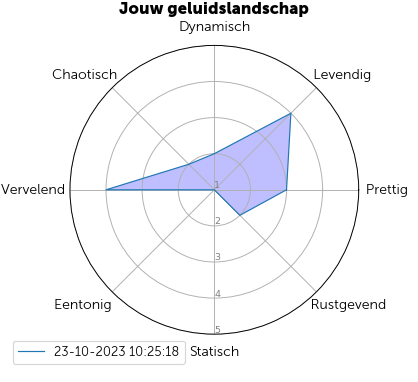 Jouw geluidslandschap
Dynamisch
Chaotisch
Levendig
Vervelend
1
Prettig
2
3
Eentonig
4
Rustgevend
5
23-10-2023 10:25:18
Statisch